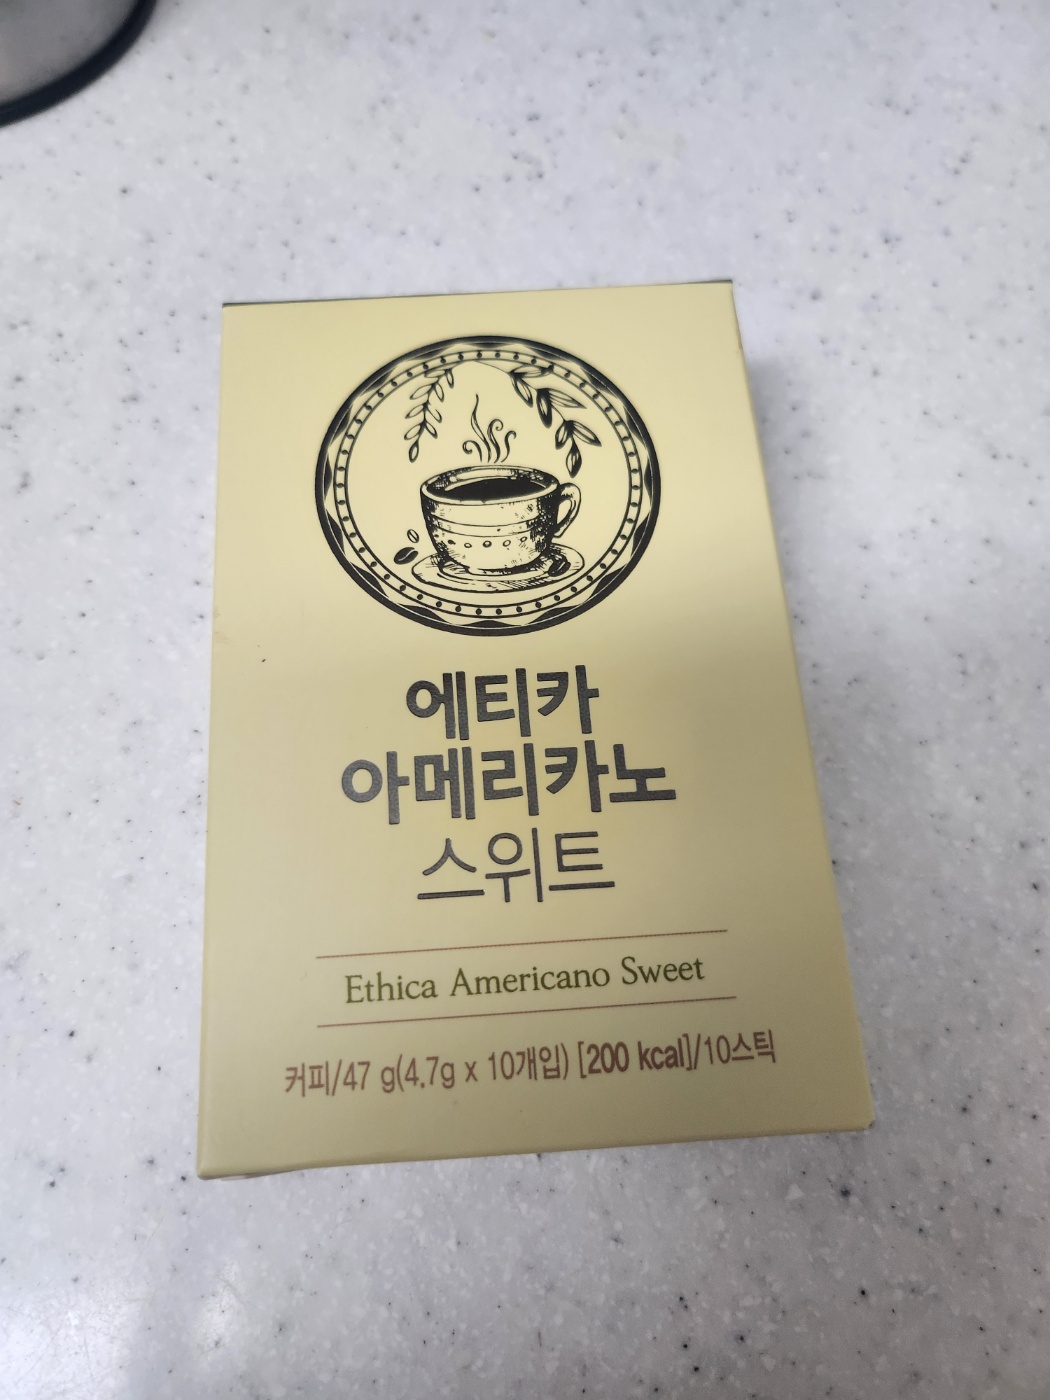 에티카
아메리카노
스위트
Ethica Americano Sweet
커피/47 g(4.7g x 10개입) [200 kcal]/10스틱